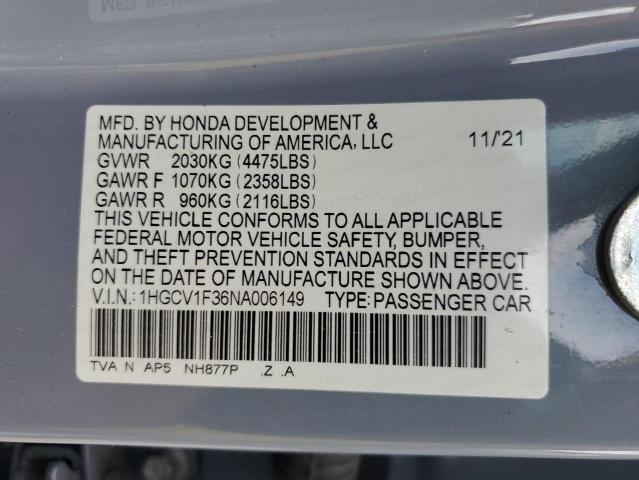 MFD. BY HONDA DEVELOPMENT &
MANUFACTURING OF AMERICA, LLC 11/'21
GVWR 2030KG (4475LBS)
GAWR F 1070KG (2358LBS)
GAWR R 960KG (2116LBS)
THIS VEHICLE CONFORMS TO ALL APPLICABLE
FEDERAL MOTOR VEHICLE SAFETY, BUMPER,
AND THEFT PREVENTION STANDARDS IN EFFECT
ON THE DATE OF MANUFACTURE SHOWN ABOVE.
V.I.N.:1HGCV1F36NA006149 TYPE:PASSENGER CAR
TVA N AP5 NH877P .Z .A